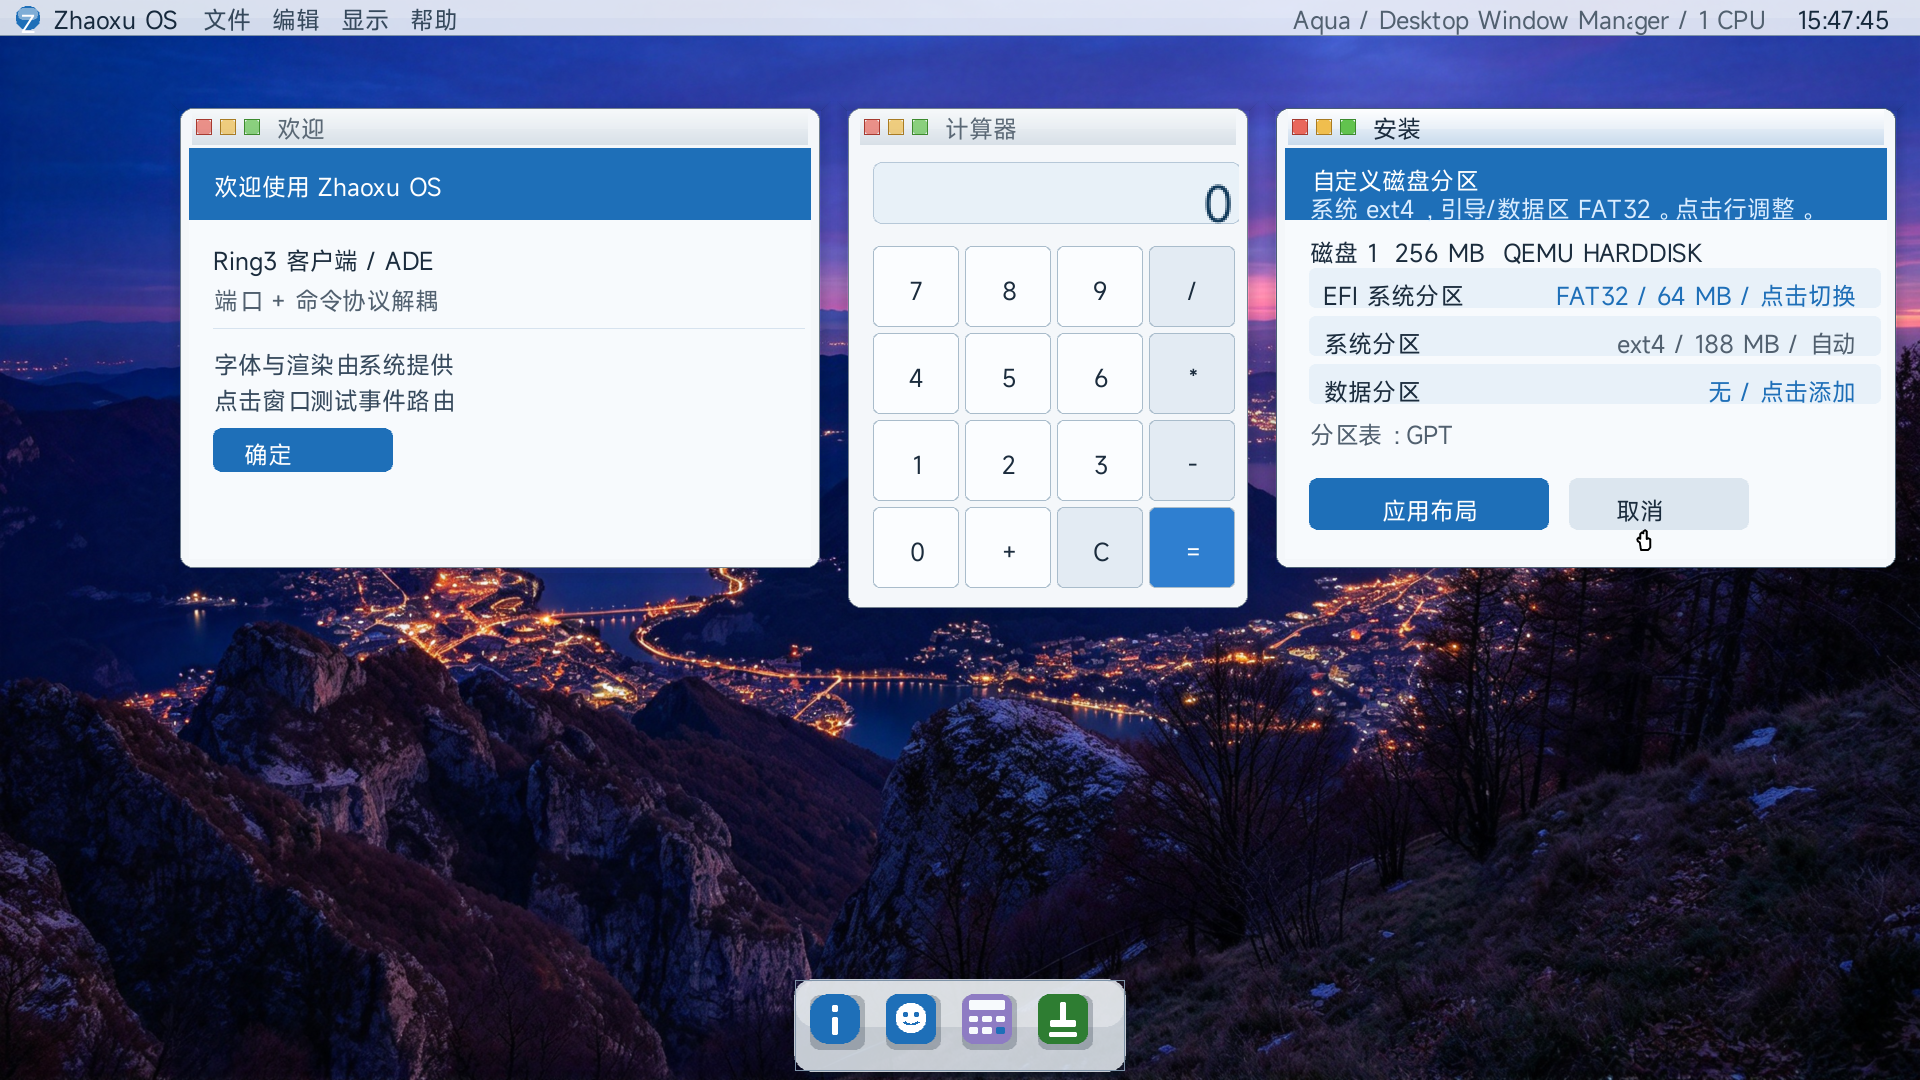 Zhaoxu OS 文件 编辑 显示 帮助
Aqua / Desktop Window Manager / 1 CPU 15:47:45
欢迎
欢迎使用 Zhaoxu OS
Ring3 客户端 / ADE
端口 + 命令协议解耦
字体与渲染由系统提供
点击窗口测试事件路由
确定
计算器
0
7 8 9 /
4 5 6 *
1 2 3 -
0 + C =
安装
自定义磁盘分区
系统 ext4 , 引导/数据区 FAT32 。点击行调整 。
磁盘 1 256 MB QEMU HARDDISK
EFI 系统分区 FAT32 / 64 MB / 点击切换
系统分区 ext4 / 188 MB / 自动
数据分区 无 / 点击添加
分区表 : GPT
应用布局 取消